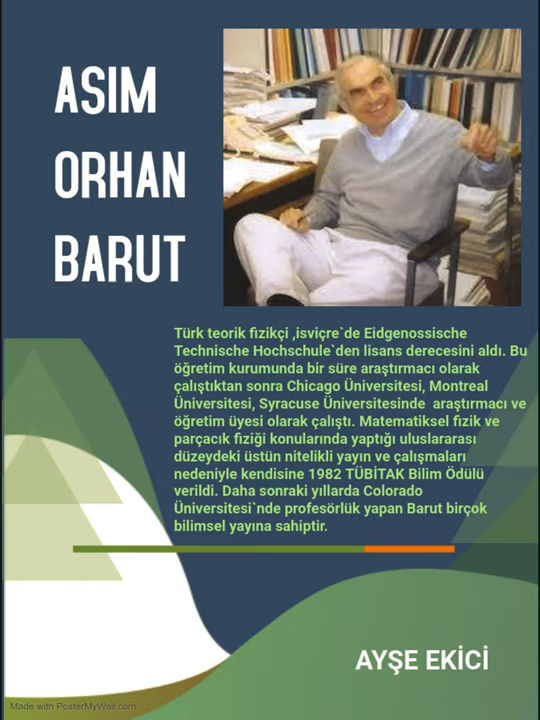 ASIM
ORHAN
BARUT
Türk teorik fizikçi ,isviçre`de Eidgenossische
Technische Hochschule`den lisans derecesini aldı. Bu
öğretim kurumunda bir süre araştırmacı olarak
çalıştıktan sonra Chicago Üniversitesi, Montreal
Üniversitesi, Syracuse Üniversitesinde  araştırmacı ve
öğretim üyesi olarak çalıştı. Matematiksel fizik ve
parçacık fiziği konularında yaptığı uluslararası
düzeydeki üstün nitelikli yayın ve çalışmaları
nedeniyle kendisine 1982 TÜBİTAK Bilim Ödülü
verildi. Daha sonraki yıllarda Colorado
Üniversitesi`nde profesörlük yapan Barut birçok
bilimsel yayına sahiptir.
AYŞE EKİCİ
Made with PosterMyWall.com